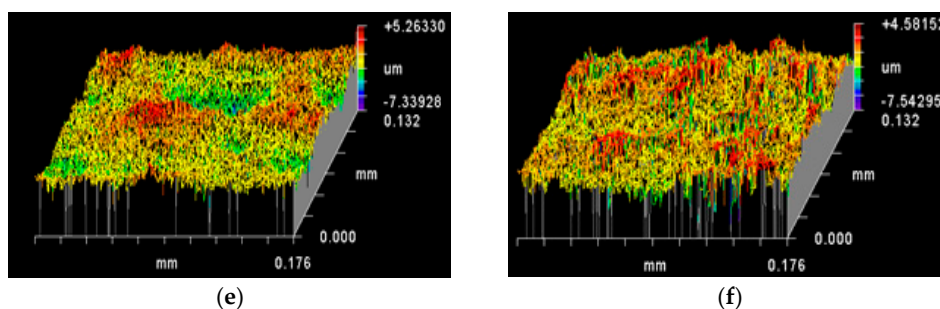 +5.26330
um
-7.33928
0.132
mm
0.000
mm
0.176
(e)
+4.58152
um
-7.54295
0.132
mm
0.000
mm
0.176
(f)